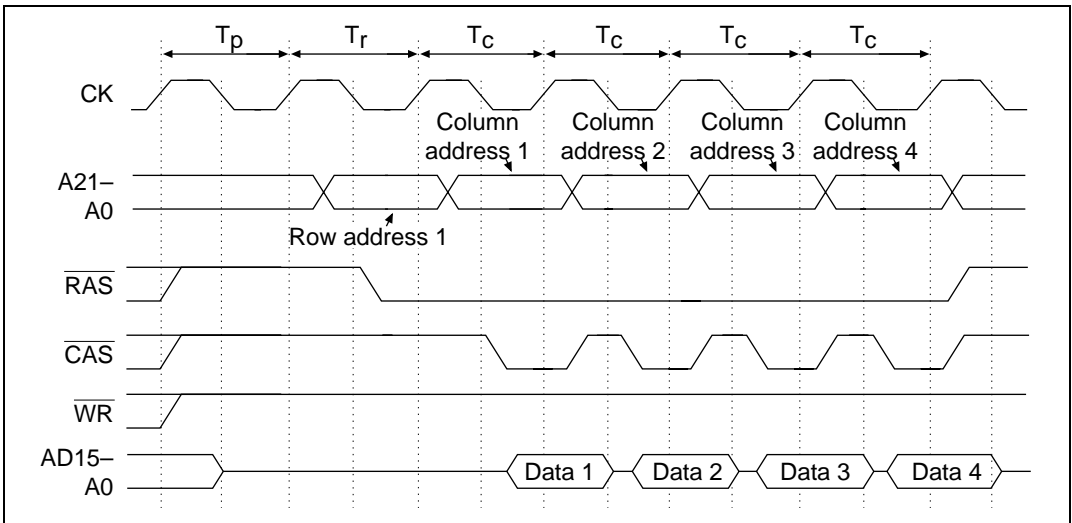 Tp Tr Tc Tc Tc Tc
CK
Column address 1
Column address 2
Column address 3
Column address 4
A21–
A0
Row address 1
RAS
CAS
WR
AD15–
A0
Data 1 Data 2 Data 3 Data 4